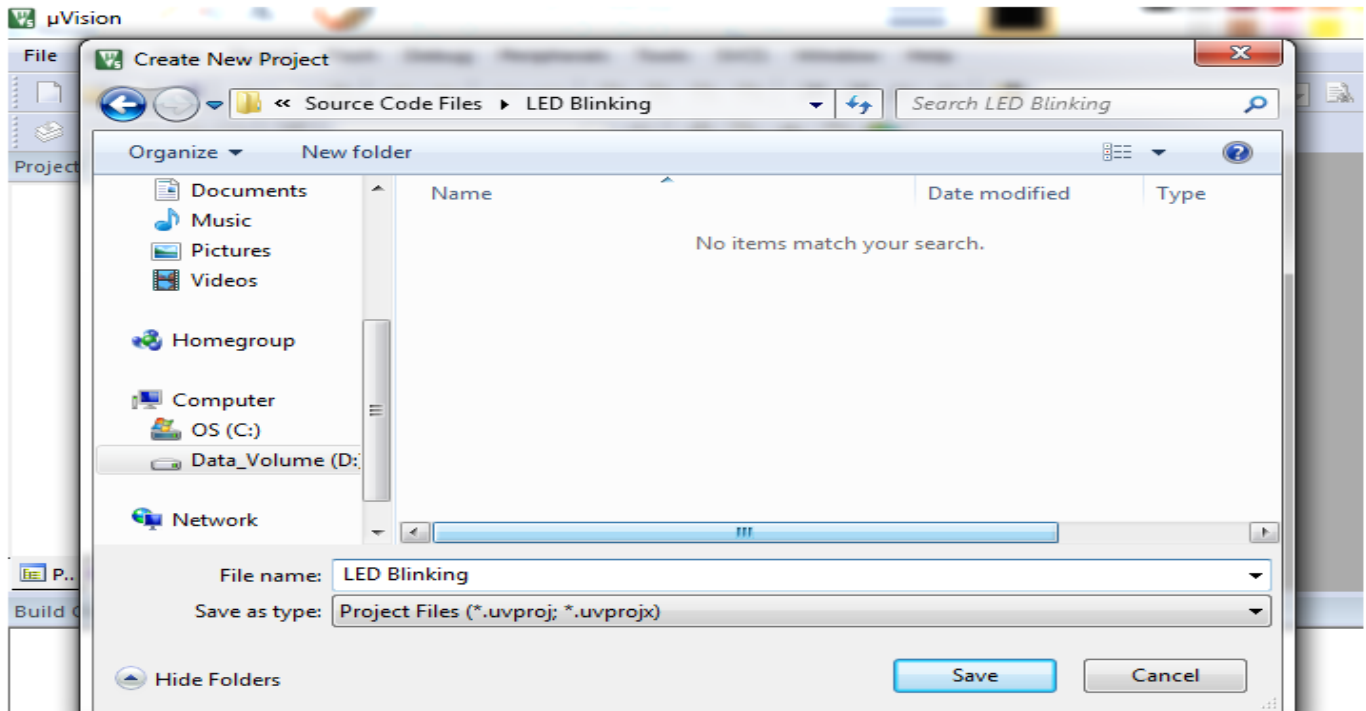 µVision
File
Create New Project
« Source Code Files ▸ LED Blinking
Search LED Blinking
Organize ▾ New folder
Project
Documents
Name Date modified Type
Music
No items match your search.
Pictures
Videos
Homegroup
Computer
OS (C:)
Data_Volume (D:
Network
P..
File name: LED Blinking
Build
Save as type: Project Files (*.uvproj; *.uvprojx)
Hide Folders
Save Cancel